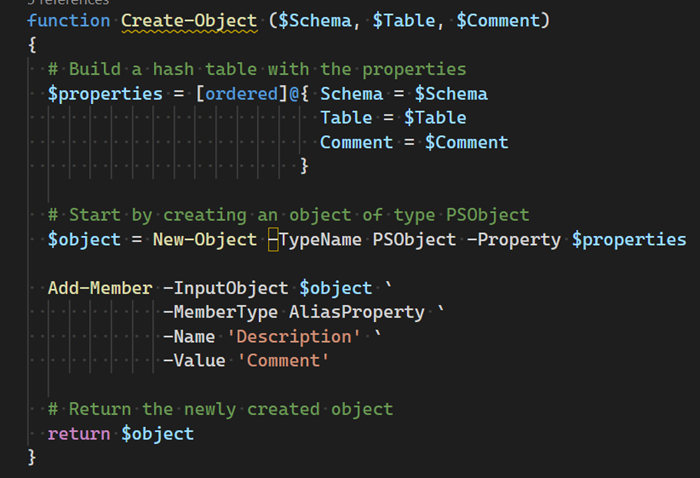 5 references
function Create-Object ($Schema, $Table, $Comment)
{
  # Build a hash table with the properties
  $properties = [ordered]@{ Schema = $Schema
                            Table = $Table
                            Comment = $Comment
                          }

  # Start by creating an object of type PSObject
  $object = New-Object -TypeName PSObject -Property $properties

  Add-Member -InputObject $object `
             -MemberType AliasProperty `
             -Name 'Description' `
             -Value 'Comment'

  # Return the newly created object
  return $object
}